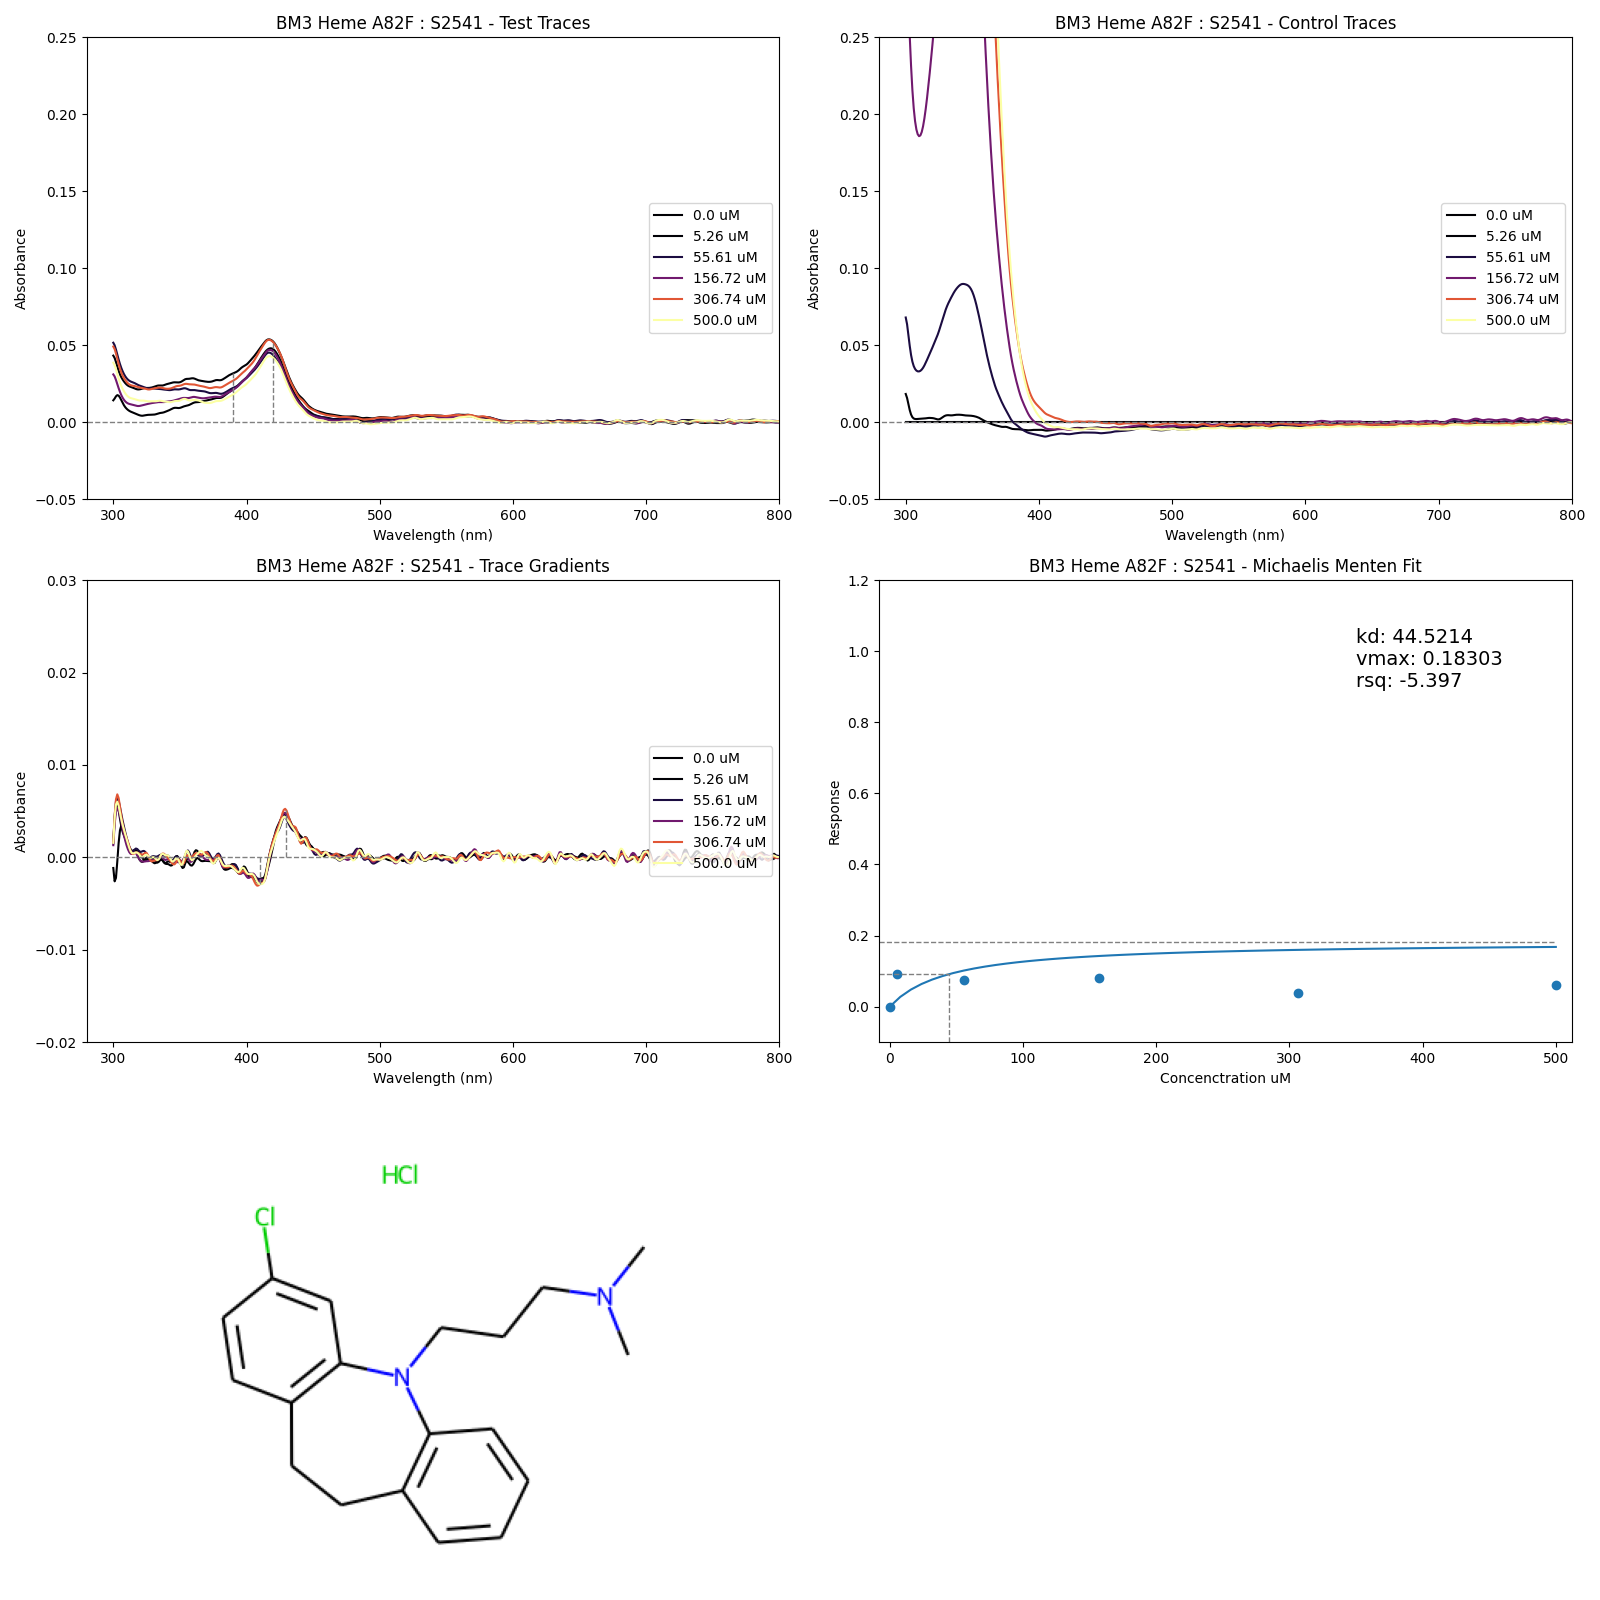 BM3 Heme A82F : S2541 - Test Traces
0.25
0.20
0.15
0.10
0.05
0.00
−0.05
Absorbance
300 400 500 600 700 800
Wavelength (nm)
0.0 uM
5.26 uM
55.61 uM
156.72 uM
306.74 uM
500.0 uM
BM3 Heme A82F : S2541 - Control Traces
0.25
0.20
0.15
0.10
0.05
0.00
−0.05
Absorbance
300 400 500 600 700 800
Wavelength (nm)
0.0 uM
5.26 uM
55.61 uM
156.72 uM
306.74 uM
500.0 uM
BM3 Heme A82F : S2541 - Trace Gradients
0.03
0.02
0.01
0.00
−0.01
−0.02
Absorbance
300 400 500 600 700 800
Wavelength (nm)
0.0 uM
5.26 uM
55.61 uM
156.72 uM
306.74 uM
500.0 uM
BM3 Heme A82F : S2541 - Michaelis Menten Fit
1.2
1.0
0.8
0.6
0.4
0.2
0.0
Response
0 100 200 300 400 500
Concenctration uM
kd: 44.5214
vmax: 0.18303
rsq: -5.397
HCl
Cl
N
N